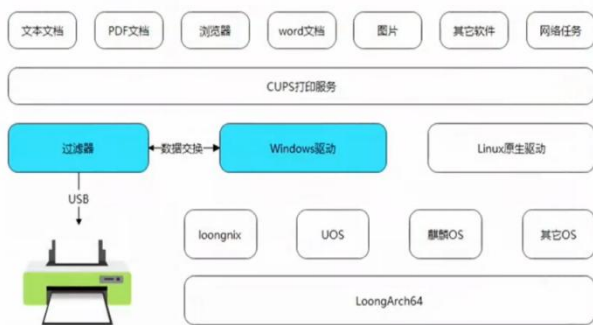 文本文档
PDF文档
浏览器
word文档
图片
其它软件
网络任务
CUPS打印服务
过滤器
数据交换
Windows驱动
Linux原生驱动
USB
loongnix
UOS
麒麟OS
其它OS
LoongArch64